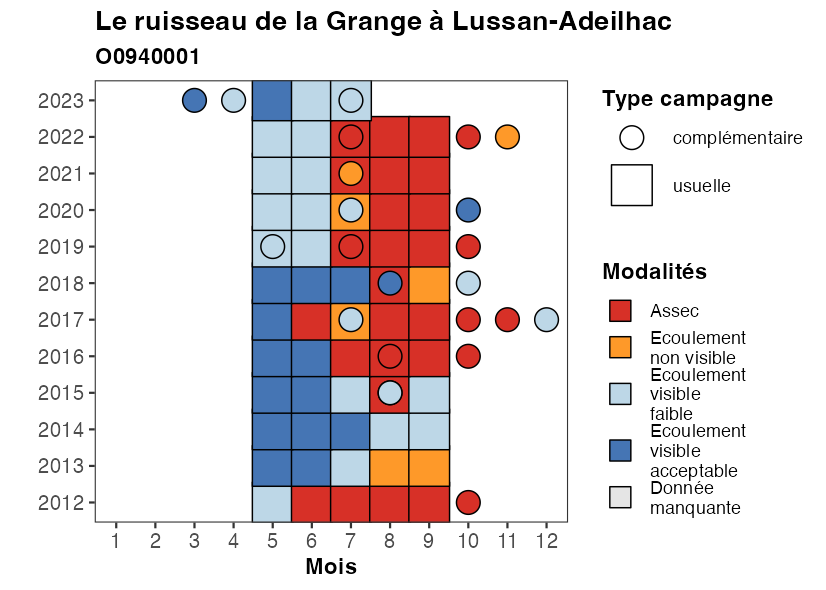 Le ruisseau de la Grange à Lussan-Adeilhac
O0940001
2023
2022
2021
2020
2019
2018
2017
2016
2015
2014
2013
2012
1 2 3 4 5 6 7 8 9 10 11 12
Mois
Type campagne
complémentaire
usuelle
Modalités
Assec
Ecoulement
non visible
Ecoulement
visible
faible
Ecoulement
visible
acceptable
Donnée
manquante